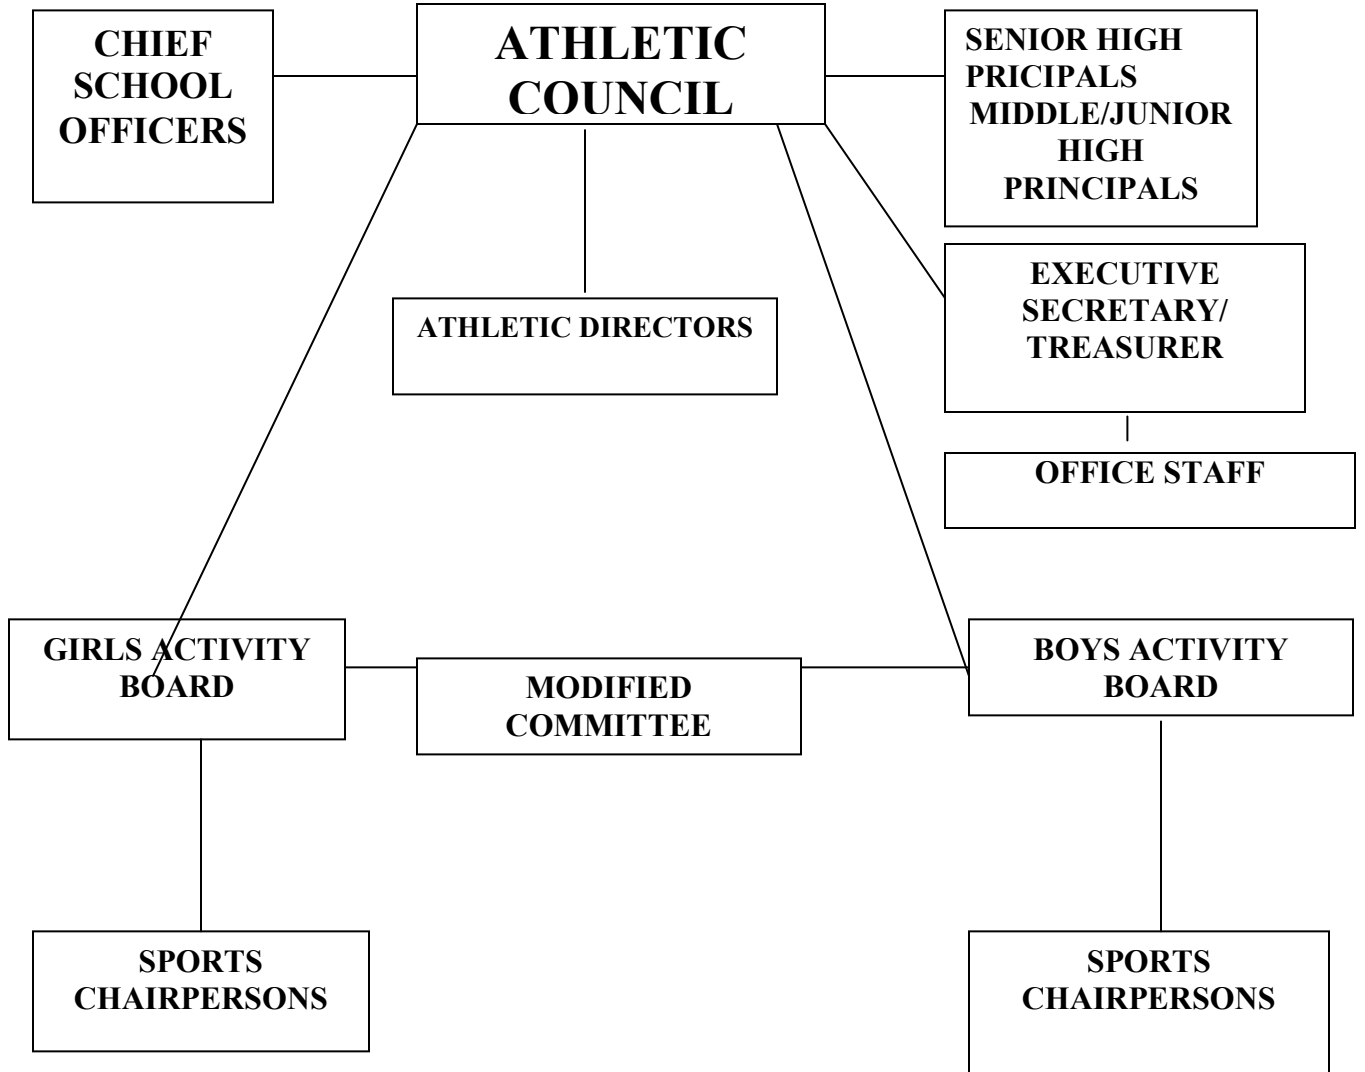 CHIEF
SCHOOL
OFFICERS
ATHLETIC
COUNCIL
SENIOR HIGH
PRICIPALS
MIDDLE/JUNIOR
HIGH
PRINCIPALS
EXECUTIVE
SECRETARY/
TREASURER
ATHLETIC DIRECTORS
OFFICE STAFF
GIRLS ACTIVITY
BOARD
MODIFIED
COMMITTEE
BOYS ACTIVITY
BOARD
SPORTS
CHAIRPERSONS
SPORTS
CHAIRPERSONS